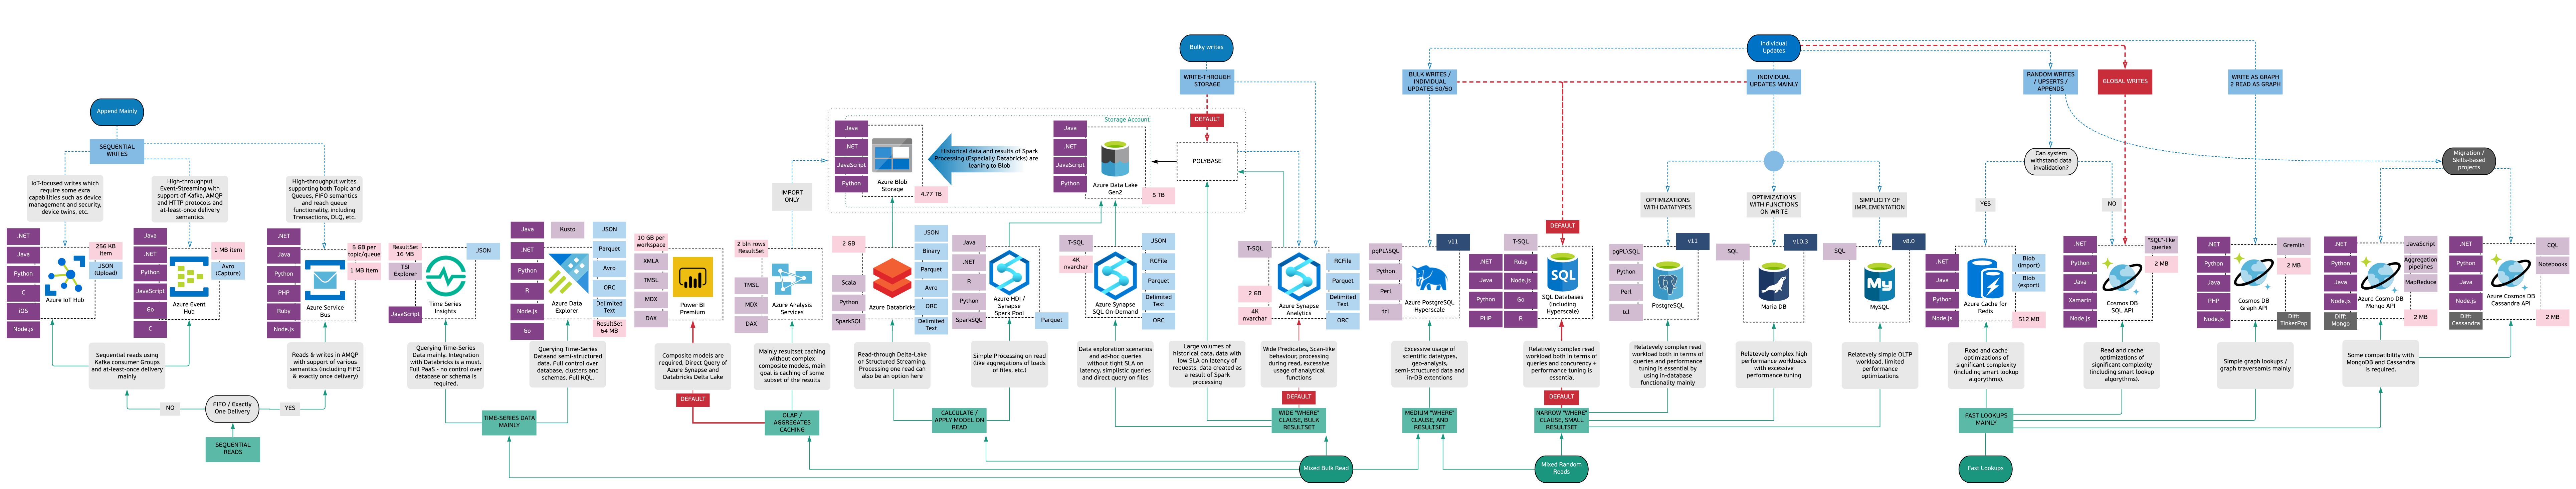 Bulky writes
Individual
Updates
WRITE-THROUGH
STORAGE
BULK WRITES /
INDIVIDUAL
UPDATES 50/50
INDIVIDUAL
UPDATES MAINLY
RANDOM WRITES
/ UPSERTS /
APPENDS
GLOBAL WRITES
WRITE AS GRAPH
2 READ AS GRAPH
Append Mainly
SEQUENTIAL
WRITES
Storage Account
DEFAULT
POLYBASE
Java
.NET
JavaScript
Python
Azure Blob
Storage
4.77 TB
Historical data and results of Spark
Processing (Especially Databricks) are
leaning to Blob
Java
.NET
JavaScript
Python
Azure Data Lake
Gen2
5 TB
Can system
withstand data
invalidation?
Migration /
Skills-based
projects
IoT-focused writes which
require some exra
capabilities such as device
management and security,
device twins, etc.
High-throughput
Event-Streaming with
support of Kafka, AMQP
and HTTP protocols and
at-least-once delivery
semantics
High-throughput writes
supporting both Topic and
Queues, FIFO semantics
and reach queue
functionality, including
Transactions, DLQ, etc.
IMPORT
ONLY
OPTIMIZATIONS
WITH DATATYPES
OPTIMIZATIONS
WITH FUNCTIONS
ON WRITE
SIMPLICITY OF
IMPLEMENTATION
YES
NO
DEFAULT
.NET
Java
Python
C
iOS
Node.js
Azure IoT Hub
256 KB
item
JSON
(Upload)
Java
.NET
Python
JavaScript
Go
C
Azure Event
Hub
1 MB item
Avro
(Capture)
.NET
Java
Python
PHP
Ruby
Node.js
Azure Service
Bus
5 GB per
topic/queue
1 MB item
ResultSet
16 MB
TSI
Explorer
JavaScript
Time Series
Insights
JSON
Java
.NET
Python
R
Node.js
Go
Kusto
Azure Data
Explorer
JSON
Parquet
Avro
ORC
Delimited
Text
ResultSet
64 MB
10 GB per
workspace
XMLA
TMSL
MDX
DAX
Power BI
Premium
2 bln rows
ResultSet
TMSL
MDX
DAX
Azure Analysis
Services
2 GB
Scala
Python
SparkSQL
Azure Databricks
JSON
Binary
Parquet
Avro
ORC
Delimited
Text
Java
.NET
R
Python
SparkSQL
Azure HDI /
Synapse
Spark Pool
Parquet
T-SQL
4K
nvarchar
Azure Synapse
SQL On-Demand
JSON
RCFile
Parquet
Delimited
Text
ORC
T-SQL
2 GB
4K
nvarchar
Azure Synapse
Analytics
RCFile
Parquet
Delimited
Text
ORC
pgPL\SQL
Python
Perl
tcl
v11
Azure PostgreSQL
Hyperscale
T-SQL
.NET
Java
Python
PHP
Ruby
Node.js
Go
R
SQL
SQL Databases
(including
Hyperscale)
pgPL\SQL
Python
Perl
tcl
v11
PostgreSQL
SQL
v10.3
Maria DB
SQL
v8.0
My
MySQL
.NET
Java
Python
Node.js
Azure Cache for
Redis
Blob
(import)
Blob
(export)
512 MB
.NET
Python
Java
Xamarin
Node.js
Cosmos DB
SQL API
"SQL"-like
queries
2 MB
.NET
Python
Java
PHP
Node.js
Cosmos DB
Graph API
Gremlin
2 MB
Diff:
TinkerPop
.NET
Python
Java
Node.js
Diff:
Mongo
Azure Cosmo DB
Mongo API
JavaScript
Aggregation
pipelines
MapReduce
2 MB
.NET
Python
Java
Node.js
Diff:
Cassandra
Azure Cosmos DB
Cassandra API
CQL
Notebooks
2 MB
Sequential reads using
Kafka consumer Groups
and at-least-once delivery
mainly
Reads & writes in AMQP
with support of various
semantics (including FIFO
& exactly once delivery)
Querying Time-Series
Data mainly. Integration
with Databricks is a must.
Full PaaS - no control over
database or schema is
required.
Querying Time-Series
Dataand semi-structured
data. Full control over
database, clusters and
schemas. Full KQL.
Composite models are
required, Direct Query of
Azure Synapse and
Databricks Delta Lake
Mainly resultset caching
without complex
composite models, main
goal is caching of some
subset of the results
Read-through Delta-Lake
or Structured Streaming.
Processing one read can
also be an option here
Simple Processing on read
(like aggregations of loads
of files, etc.)
Data exploration scenarios
and ad-hoc queries
without tight SLA on
latency, simplistic queries
and direct query on files
Large volumes of
historical data, data with
low SLA on latency of
requests, data created as a
result of Spark
processing
Wide Predicates, Scan-like
behaviour, processing
during read, excessive
usage of analytical
functions
Excessive usage of
scientific datatypes,
geo-analysis,
semi-structured data and
in-DB extentions
Relatively complex read
workload both in terms of
queries and concurrency +
performance tuning is
essential
Relatively complex read
workload both in terms of
queries and performance
tuning is essential by
using in-database
functionality mainly
Relatetively complex high
performance workloads
with excessive
performance tuning
Relatively simple OLTP
workload, limited
performance
optimizations
Read and cache
optimizations of
significant complexity
(including smart lookup
algorythms).
Read and cache
optimizations of
significant complexity
(including smart lookup
algorythms).
Simple graph lookups /
graph traversamls mainly
Some compatibility with
MongoDB and Cassandra
is required.
NO
FIFO / Exactly
One Delivery
YES
SEQUENTIAL
READS
TIME-SERIES DATA
MAINLY
DEFAULT
OLAP /
AGGREGATES
CACHING
CALCULATE /
APPLY MODEL ON
READ
DEFAULT
WIDE "WHERE"
CLAUSE, BULK
RESULTSET
MEDIUM "WHERE"
CLAUSE, AND
RESULTSET
DEFAULT
NARROW "WHERE"
CLAUSE, SMALL
RESULTSET
FAST LOOKUPS
MAINLY
Mixed Bulk Read
Mixed Random
Reads
Fast Lookups